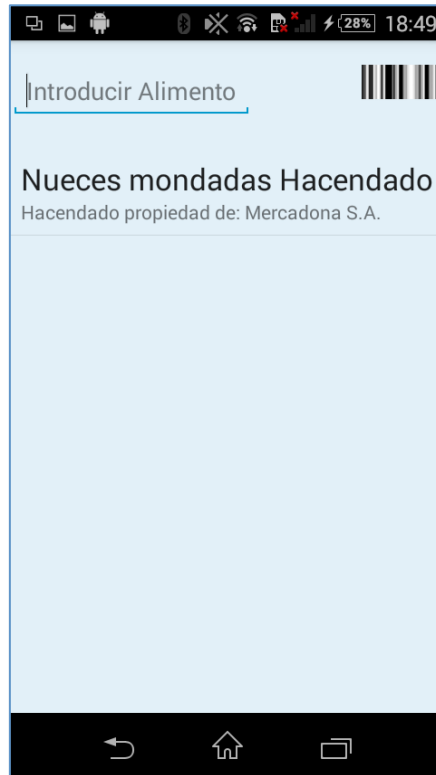 28% 18:49
Introducir Alimento
Nueces mondadas Hacendado
Hacendado propiedad de: Mercadona S.A.